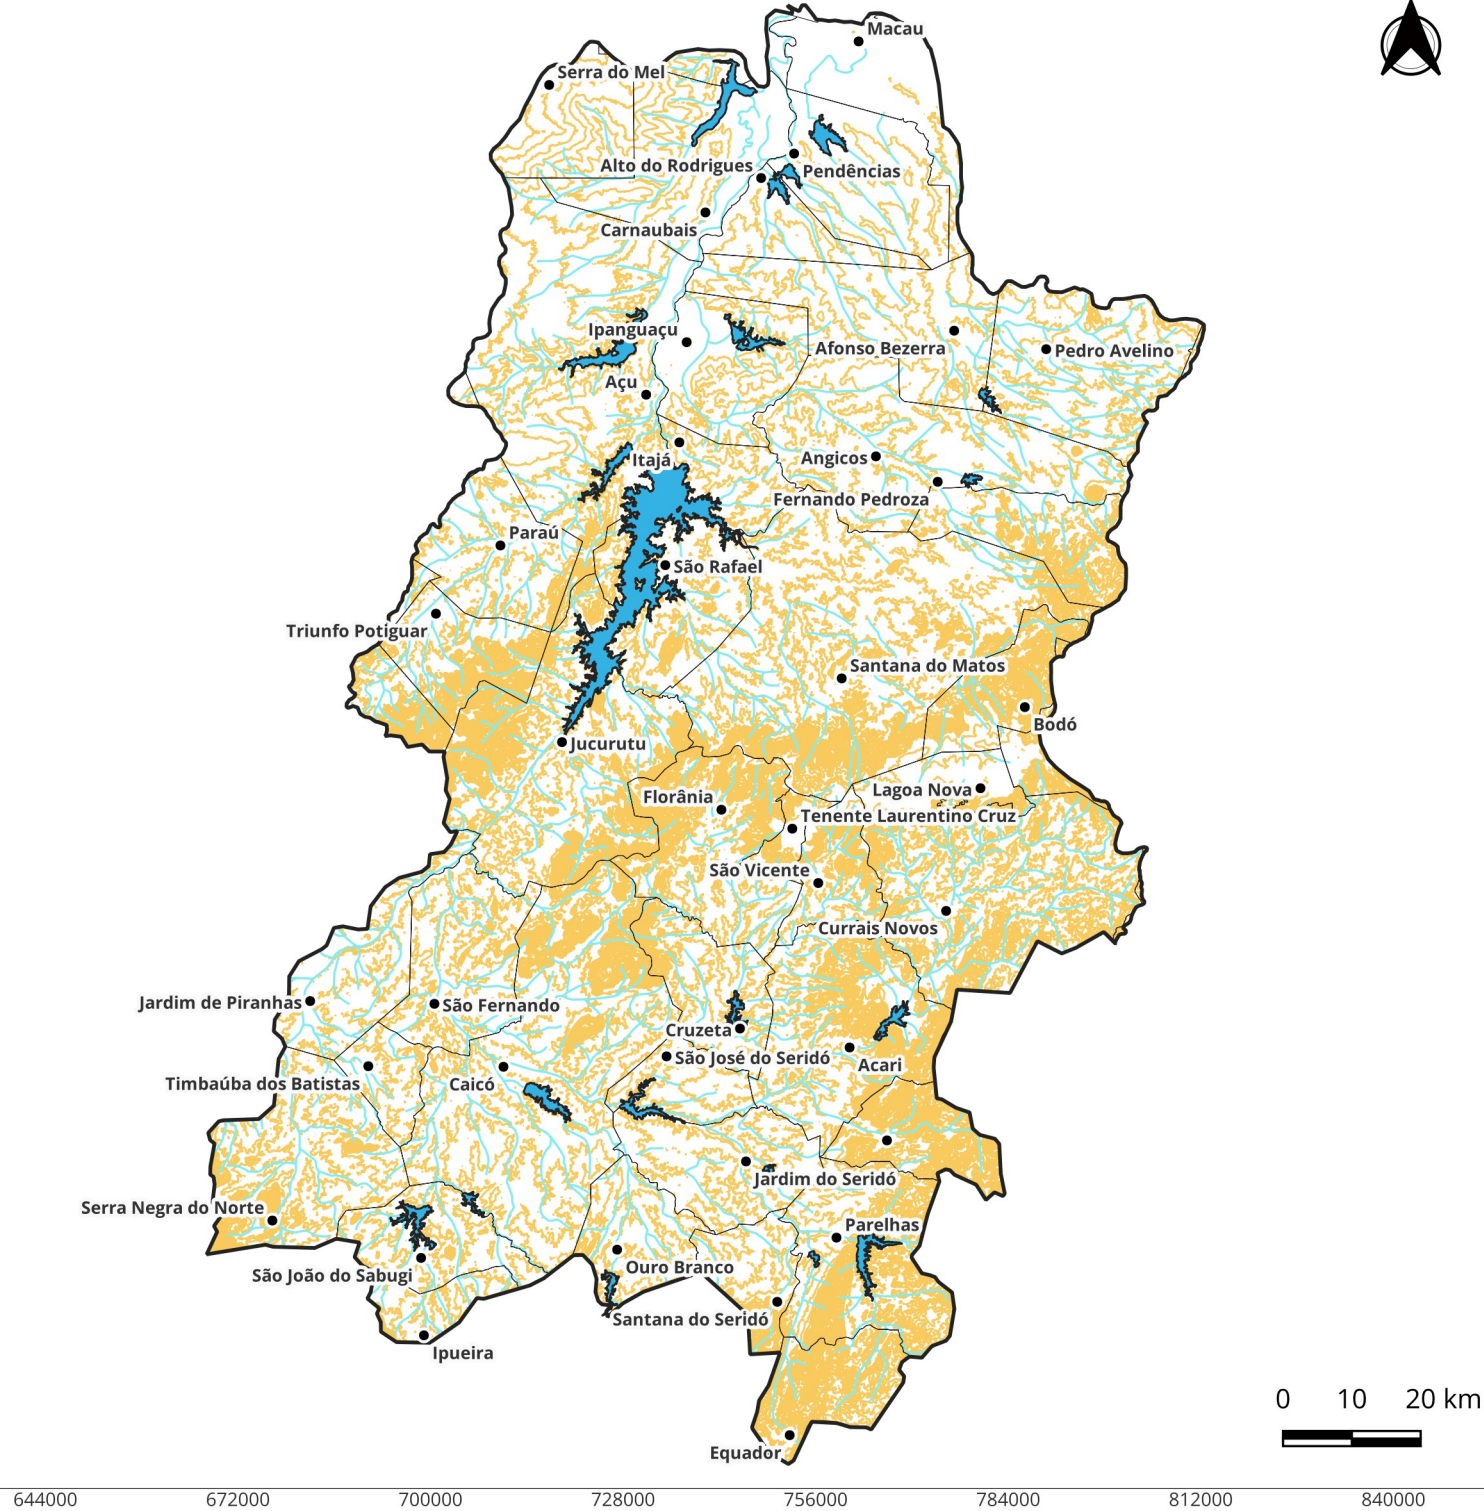 Macau
Serra do Mel
Alto do Rodrigues
Pendências
Carnaubais
Ipanguaçu
Afonso Bezerra
Pedro Avelino
Açu
Itajá
Angicos
Fernando Pedroza
Paraú
São Rafael
Triunfo Potiguar
Santana do Matos
Bodó
Jucurutu
Lagoa Nova
Florânia
Tenente Laurentino Cruz
São Vicente
Currais Novos
Jardim de Piranhas
São Fernando
Cruzeta
São José do Seridó
Acari
Timbaúba dos Batistas
Caicó
Jardim do Seridó
Serra Negra do Norte
Parelhas
São João do Sabugi
Ouro Branco
Santana do Seridó
Ipueira
0 10 20 km
Equador
644000 672000 700000 728000 756000 784000 812000 840000